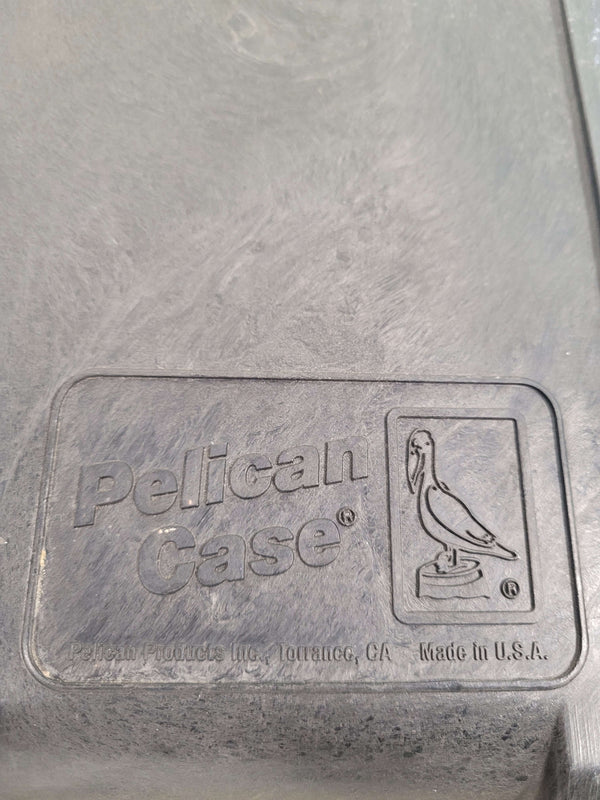 Pelican
Case®
®
Pelican Products Inc., Torrance, CA Made in U.S.A.